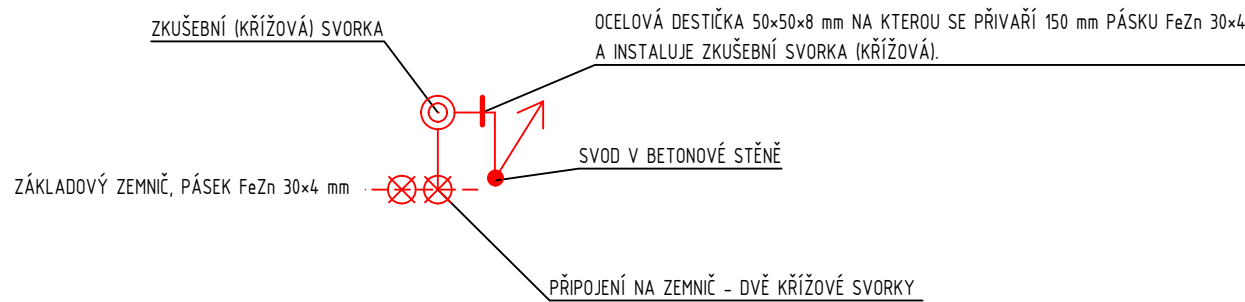 ZKUŠEBNÍ (KŘÍŽOVÁ) SVORKA
OCELOVÁ DESTIČKA 50×50×8 mm NA KTEROU SE PŘIVAŘÍ 150 mm PÁSKU FeZn 30×4
A INSTALUJE ZKUŠEBNÍ SVORKA (KŘÍŽOVÁ).
SVOD V BETONOVÉ STĚNĚ
ZÁKLADOVÝ ZEMNIČ, PÁSEK FeZn 30×4 mm
PŘIPOJENÍ NA ZEMNIČ - DVĚ KŘÍŽOVÉ SVORKY